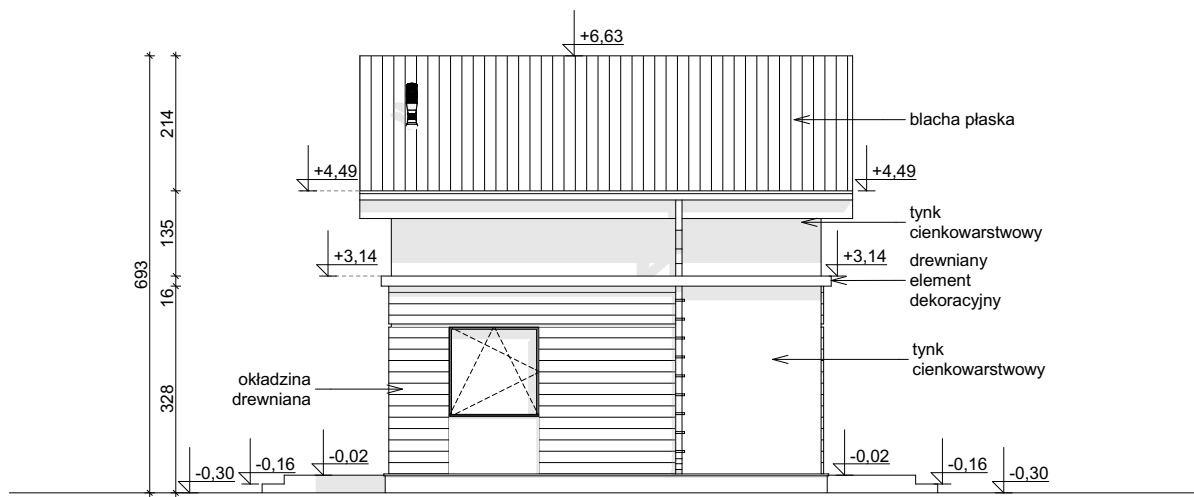 +6,63
214
blacha płaska
+4,49
+4,49
tynk
cienkowarstwowy
135
693
+3,14
+3,14
drewniany
element
dekoracyjny
16
tynk
cienkowarstwowy
okładzina
drewniana
328
-0,30
-0,16
-0,02
-0,02
-0,16
-0,30